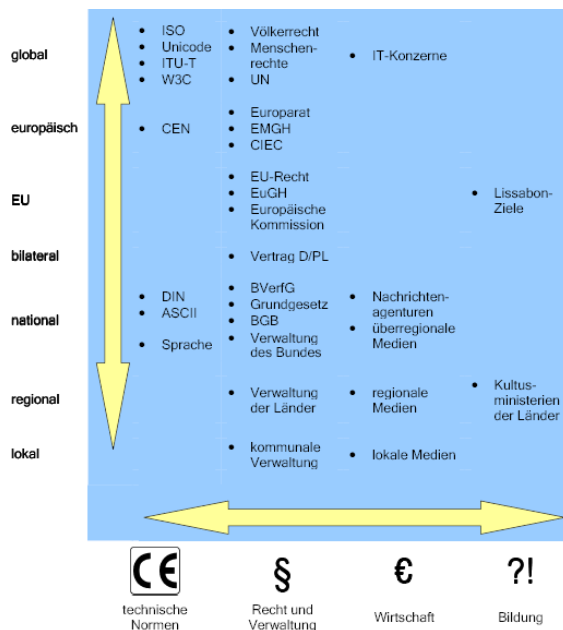 global
• ISO
• Unicode
• ITU-T
• W3C
• Völkerrecht
• Menschen-
rechte
• UN
• IT-Konzerne
europäisch
• CEN
• Europarat
• EMGH
• CIEC
EU
• EU-Recht
• EuGH
• Europäische
Kommission
• Lissabon-
Ziele
bilateral
• Vertrag D/PL
national
• DIN
• ASCII
• Sprache
• BVerfG
• Grundgesetz
• BGB
• Verwaltung
des Bundes
• Nachrichten-
agenturen
• überregionale
Medien
regional
• Verwaltung
der Länder
• regionale
Medien
• Kultus-
ministerien
der Länder
lokal
• kommunale
Verwaltung
• lokale Medien
CE
technische
Normen
§
Recht und
Verwaltung
€
Wirtschaft
?!
Bildung